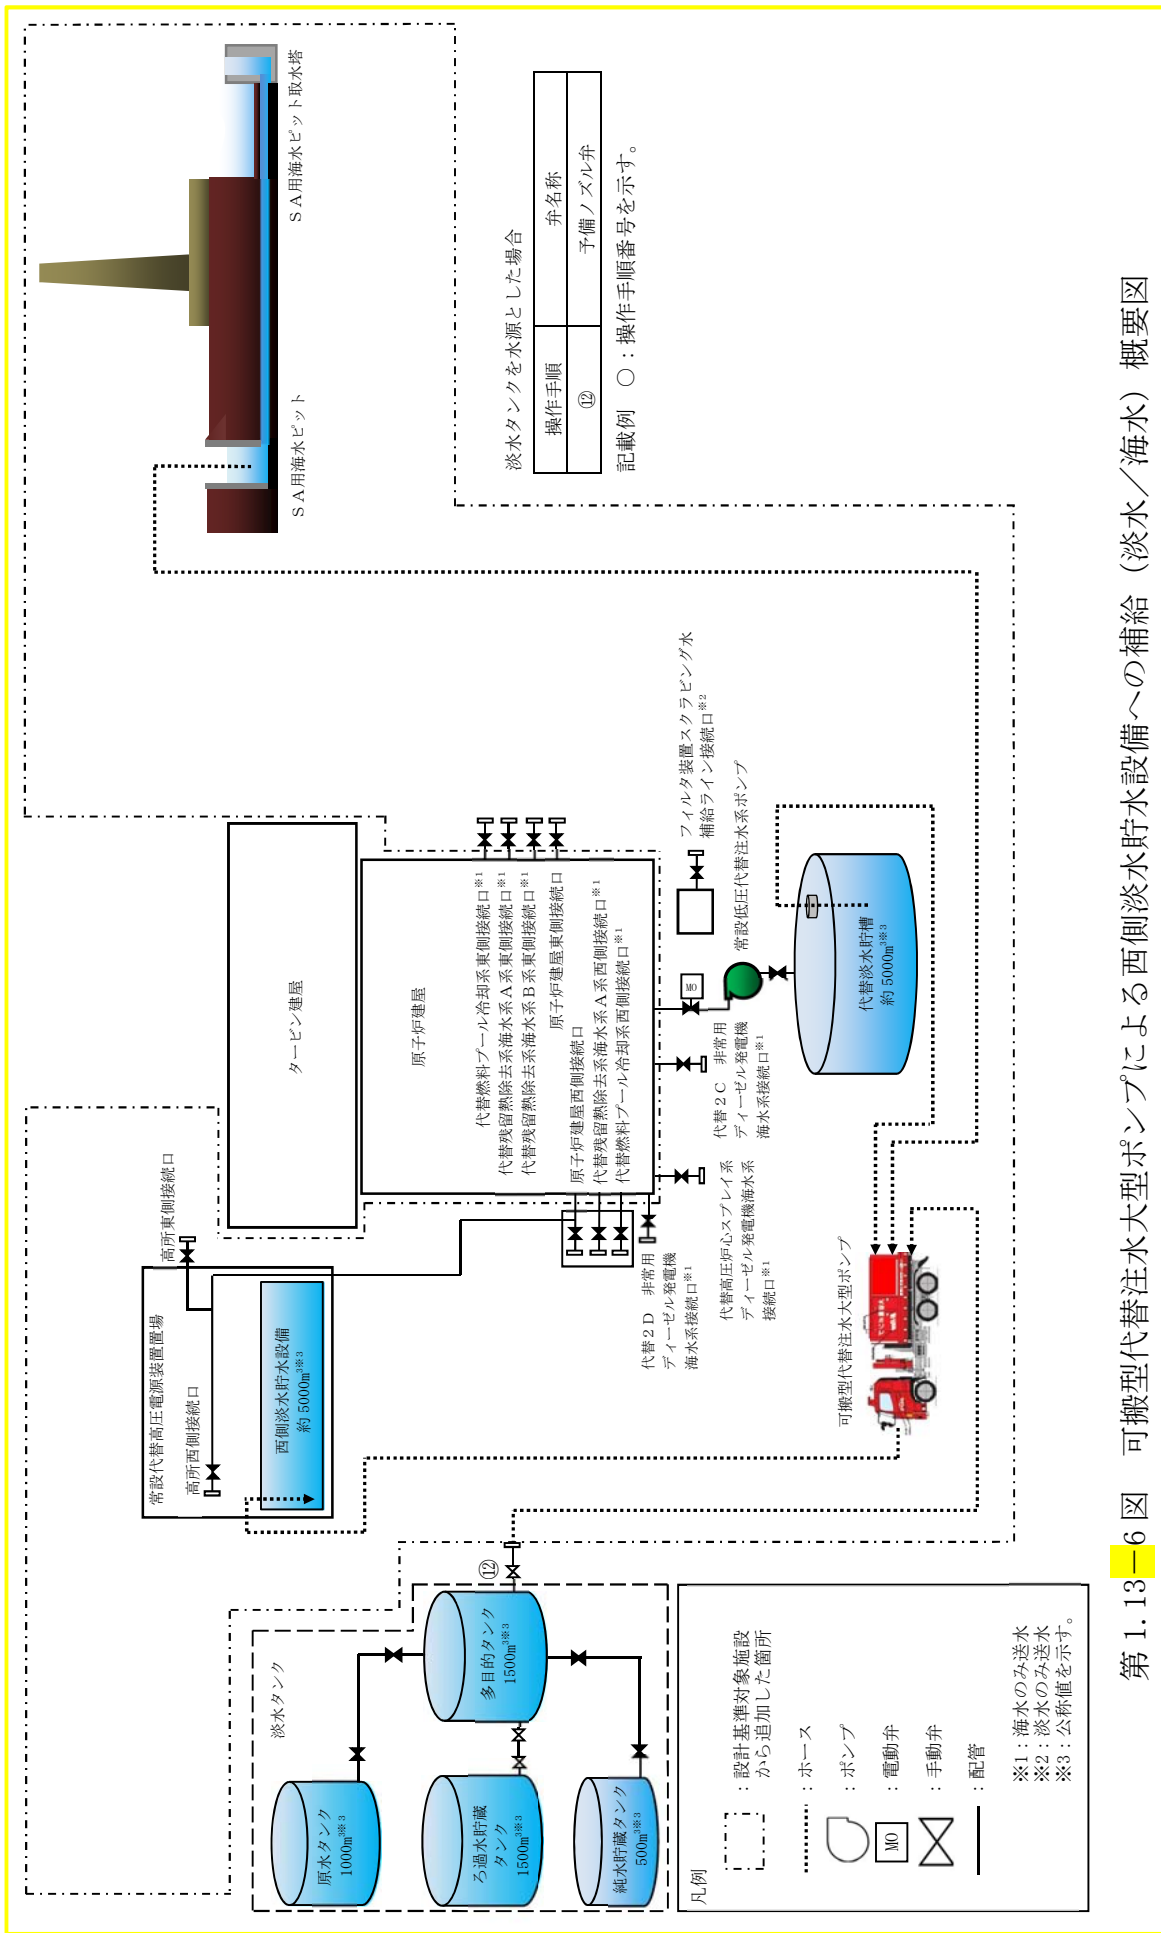 ＳＡ用海水ピット取水塔
ＳＡ用海水ピット
淡水タンクを水源とした場合
操作手順
弁名称
⑫
予備ノズル弁
記載例　○：操作手順番号を示す。
タービン建屋
原子炉建屋
代替燃料プール冷却系東側接続口※1
代替残留熱除去系海水系Ａ系東側接続口※1
代替残留熱除去系海水系Ｂ系東側接続口※1
原子炉建屋東側接続口
原子炉建屋西側接続口
代替残留熱除去系海水系Ａ系西側接続口※1
代替燃料プール冷却系西側接続口※1
フィルタ装置スクラビング水
補給ライン接続口※2
常設低圧代替注水系ポンプ
MO
代替淡水貯槽
約 5000m³※3
代替２Ｃ　非常用
ディーゼル発電機
海水系接続口※1
代替高圧炉心スプレイ系
ディーゼル発電機海水系
接続口※1
代替２Ｄ　非常用
ディーゼル発電機
海水系接続口※1
高所東側接続口
常設代替高圧電源装置置場
高所西側接続口
西側淡水貯水設備
約 5000m³※3
可搬型代替注水大型ポンプ
⑫
淡水タンク
多目的タンク
1500m³※3
原水タンク
1000m³※3
ろ過水貯蔵
タンク
1500m³※3
純水貯蔵タンク
500m³※3
凡例
：設計基準対象施設
から追加した箇所
：ホース
：ポンプ
MO
：電動弁
：手動弁
：配管
※1：海水のみ送水
※2：淡水のみ送水
※3：公称値を示す。
第 1.13－6 図　可搬型代替注水大型ポンプによる西側淡水貯水設備への補給（淡水／海水）概要図